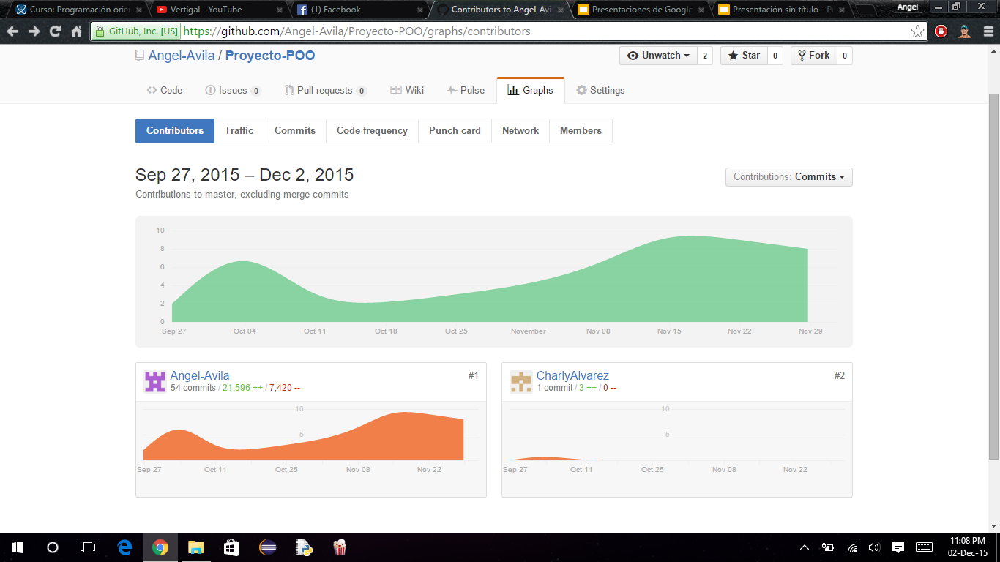 Curso: Programación orie
Vertigal - YouTube
(1) Facebook
Contributors to Angel-Avi
Presentaciones de Google
Presentación sin título - P
Angel
GitHub, Inc. [US]
https://github.com/Angel-Avila/Proyecto-POO/graphs/contributors
Angel-Avila / Proyecto-POO
Unwatch 2
Star 0
Fork 0
Code
Issues 0
Pull requests 0
Wiki
Pulse
Graphs
Settings
Contributors
Traffic
Commits
Code frequency
Punch card
Network
Members
Sep 27, 2015 – Dec 2, 2015
Contributions: Commits
Contributions to master, excluding merge commits
10
8
6
4
2
0
Sep 27
Oct 04
Oct 11
Oct 18
Oct 25
November
Nov 08
Nov 15
Nov 22
Nov 29
Angel-Avila
#1
54 commits / 21,596 ++ / 7,420 --
10
5
Sep 27
Oct 11
Oct 25
Nov 08
Nov 22
CharlyAlvarez
#2
1 commit / 3 ++ / 0 --
10
5
Sep 27
Oct 11
Oct 25
Nov 08
Nov 22
11:08 PM
02-Dec-15